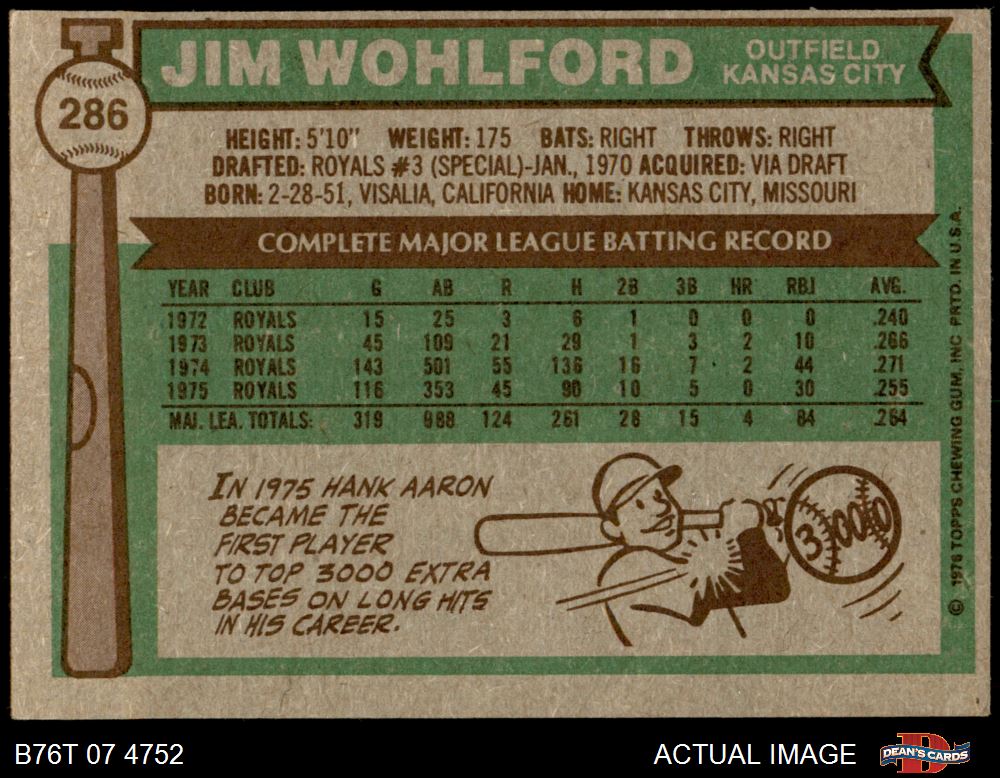 286
JIM WOHLFORD
OUTFIELD
KANSAS CITY
HEIGHT: 5'10" WEIGHT: 175 BATS: RIGHT THROWS: RIGHT
DRAFTED: ROYALS #3 (SPECIAL)-JAN., 1970 ACQUIRED: VIA DRAFT
BORN: 2-28-51, VISALIA, CALIFORNIA HOME: KANSAS CITY, MISSOURI
COMPLETE MAJOR LEAGUE BATTING RECORD
YEAR CLUB G AB R H 2B 3B HR RBI AVG.
1972 ROYALS 15 25 3 6 1 0 0 0 .240
1973 ROYALS 45 109 21 29 1 3 2 10 .266
1974 ROYALS 143 501 55 136 16 7 2 44 .271
1975 ROYALS 116 353 45 90 10 5 0 30 .255
MAJ. LEA. TOTALS: 319 988 124 261 28 15 4 84 .264
IN 1975 HANK AARON
BECAME THE
FIRST PLAYER
TO TOP 3000 EXTRA
BASES ON LONG HITS
IN HIS CAREER.
3000
© 1976 TOPPS CHEWING GUM, INC PRTD. IN U.S.A.
B76T 07 4752
ACTUAL IMAGE
D
DEAN'S CARDS